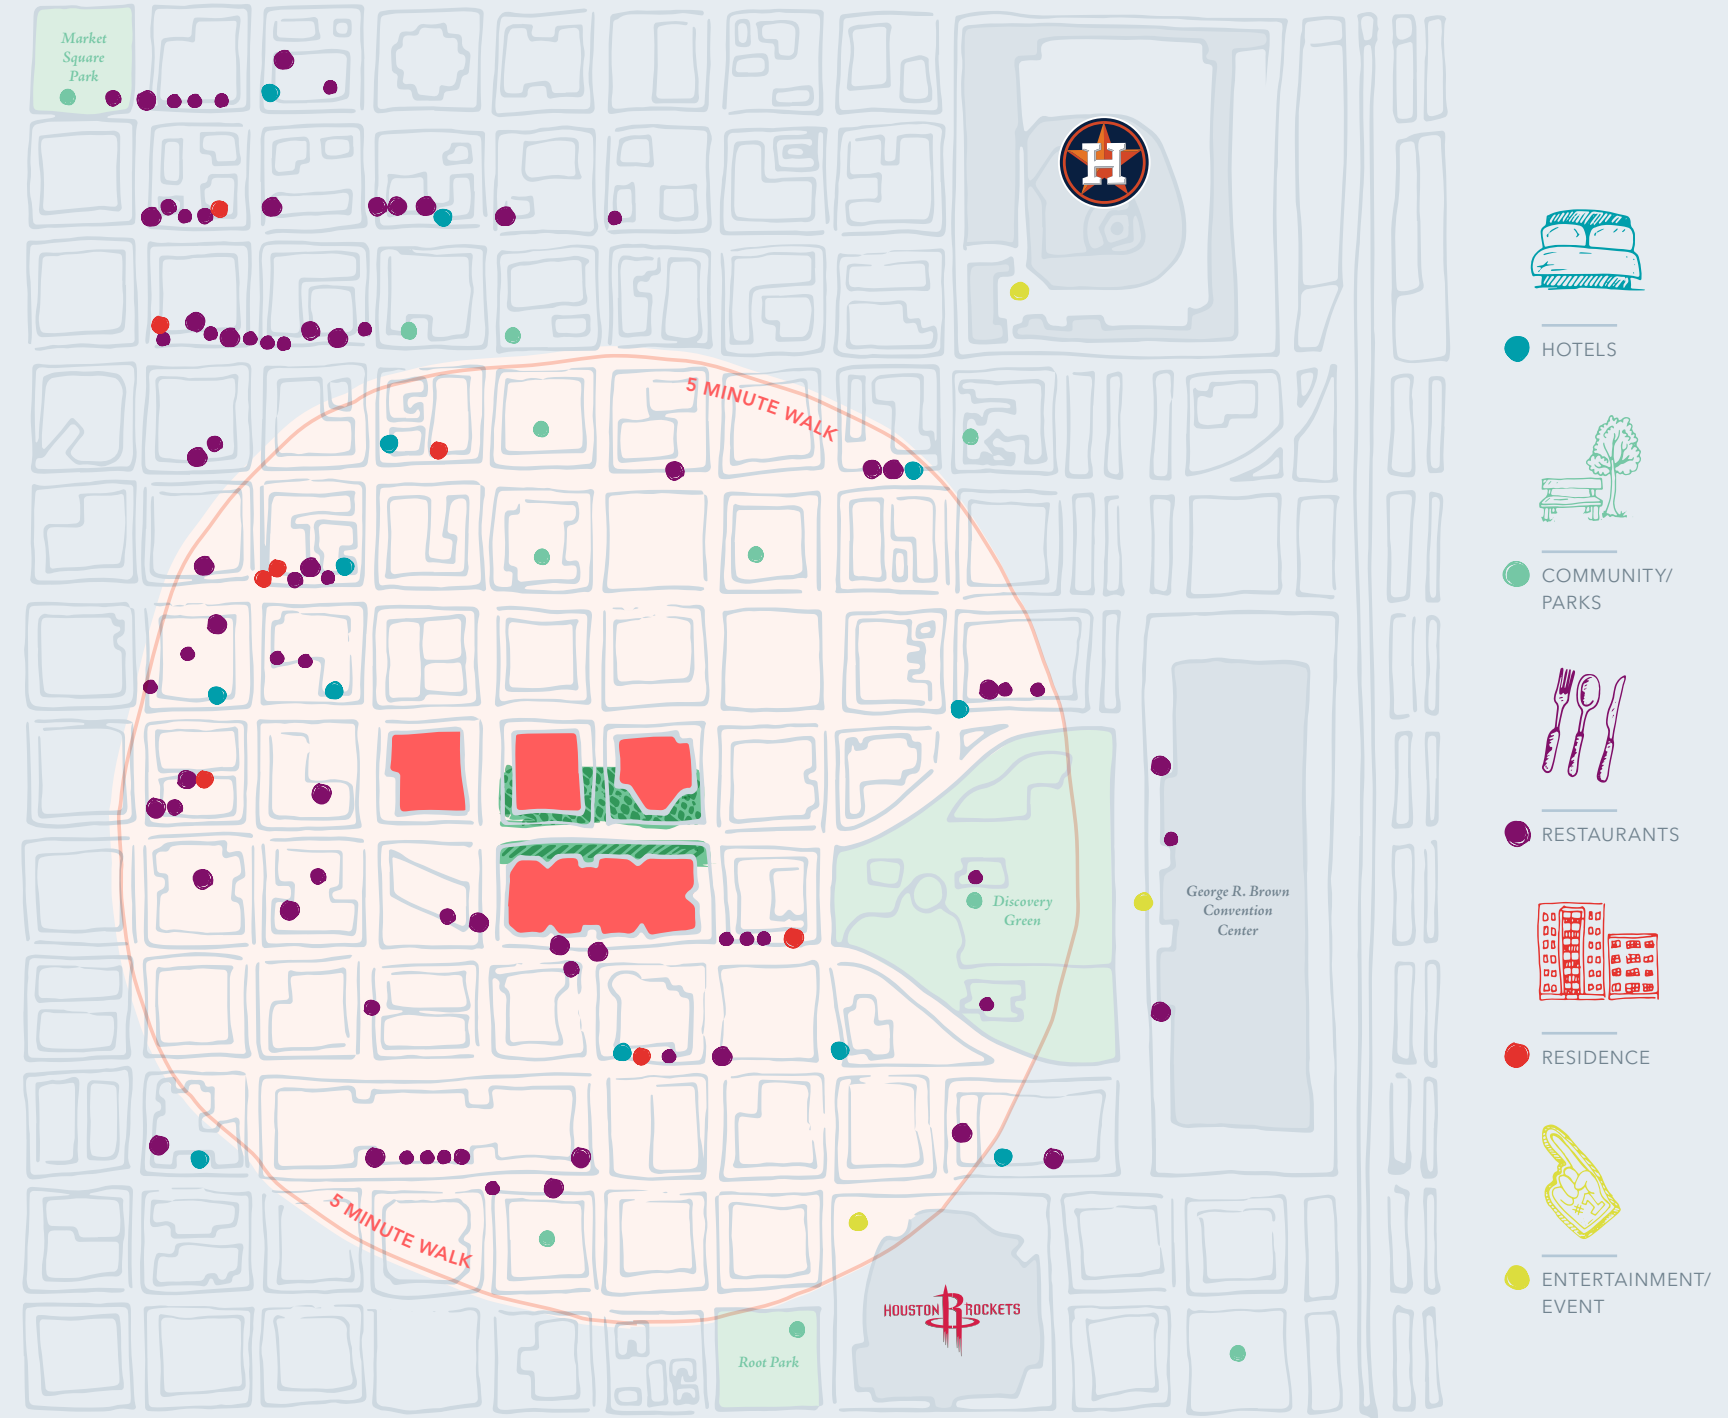 Market
Square
Park
H
5 MINUTE WALK
HOTELS
COMMUNITY/
PARKS
RESTAURANTS
George R. Brown
Convention
Center
Discovery
Green
RESIDENCE
5 MINUTE WALK
#1
ENTERTAINMENT/
EVENT
HOUSTON R ROCKETS
Root Park